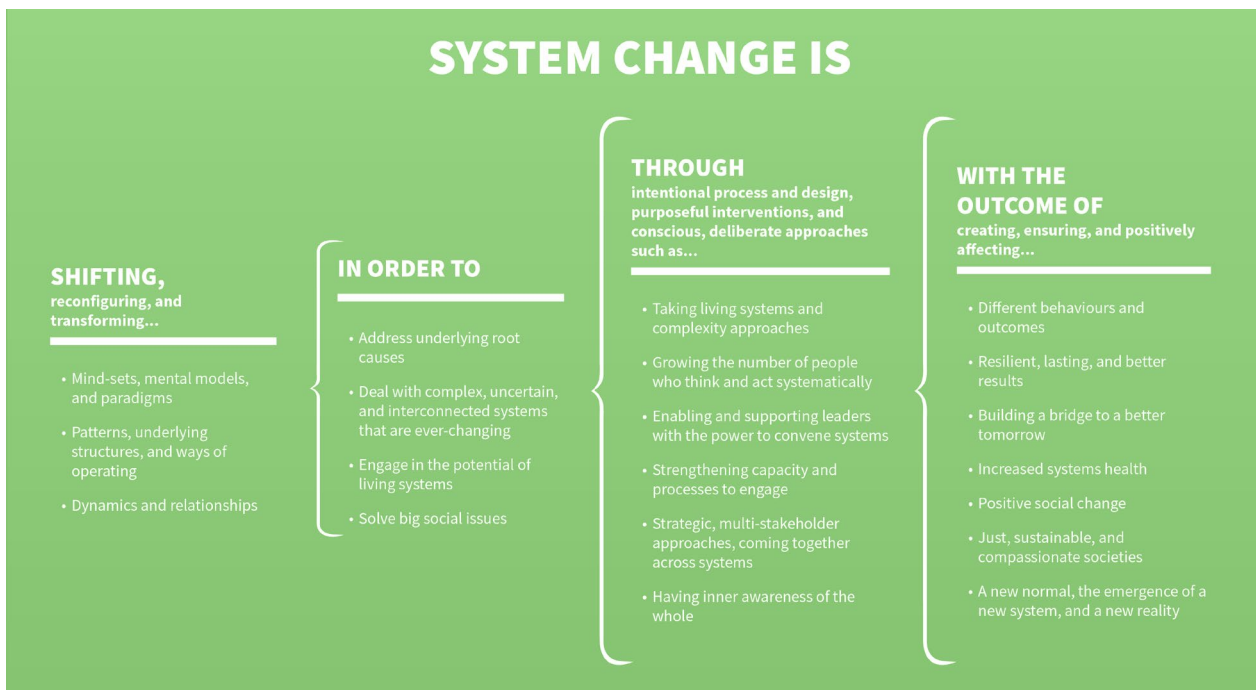 SYSTEM CHANGE IS
SHIFTING,
reconfiguring, and
transforming...
• Mind-sets, mental models,
and paradigms
• Patterns, underlying
structures, and ways of
operating
• Dynamics and relationships
IN ORDER TO
• Address underlying root
causes
• Deal with complex, uncertain,
and interconnected systems
that are ever-changing
• Engage in the potential of
living systems
• Solve big social issues
THROUGH
intentional process and design,
purposeful interventions, and
conscious, deliberate approaches
such as...
• Taking living systems and
complexity approaches
• Growing the number of people
who think and act systematically
• Enabling and supporting leaders
with the power to convene systems
• Strengthening capacity and
processes to engage
• Strategic, multi-stakeholder
approaches, coming together
across systems
• Having inner awareness of the
whole
WITH THE
OUTCOME OF
creating, ensuring, and positively
affecting...
• Different behaviours and
outcomes
• Resilient, lasting, and better
results
• Building a bridge to a better
tomorrow
• Increased systems health
• Positive social change
• Just, sustainable, and
compassionate societies
• A new normal, the emergence of a
new system, and a new reality